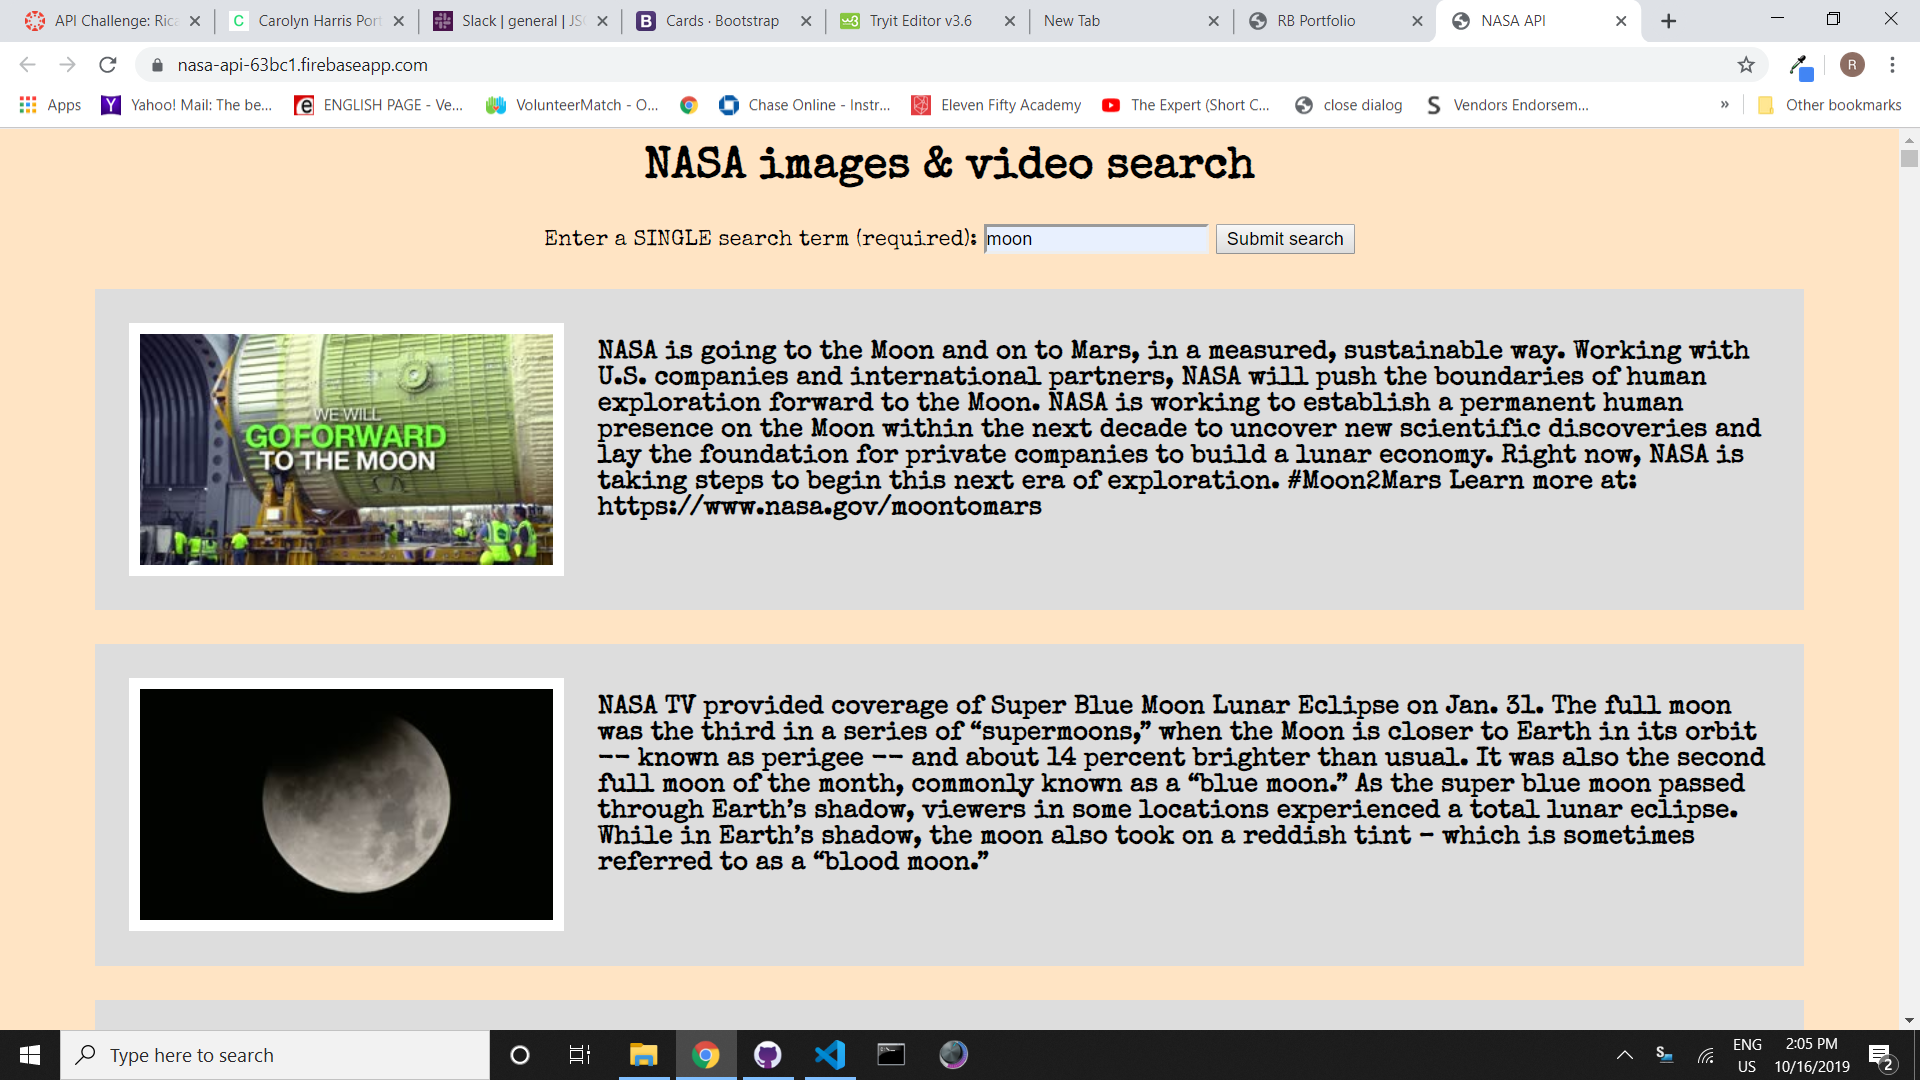 API Challenge: Rica
Carolyn Harris Port
Slack | general | JS
Cards · Bootstrap
Tryit Editor v3.6
New Tab
RB Portfolio
NASA API
nasa-api-63bc1.firebaseapp.com
R
Apps
Yahoo! Mail: The be...
ENGLISH PAGE - Ve...
VolunteerMatch - O...
Chase Online - Instr...
Eleven Fifty Academy
The Expert (Short C...
close dialog
Vendors Endorsem...
»
Other bookmarks
NASA images & video search
Enter a SINGLE search term (required): moon Submit search
WE WILL
GO FORWARD
TO THE MOON
NASA is going to the Moon and on to Mars, in a measured, sustainable way. Working with
U.S. companies and international partners, NASA will push the boundaries of human
exploration forward to the Moon. NASA is working to establish a permanent human
presence on the Moon within the next decade to uncover new scientific discoveries and
lay the foundation for private companies to build a lunar economy. Right now, NASA is
taking steps to begin this next era of exploration. #Moon2Mars Learn more at:
https://www.nasa.gov/moontomars
NASA TV provided coverage of Super Blue Moon Lunar Eclipse on Jan. 31. The full moon
was the third in a series of “supermoons,” when the Moon is closer to Earth in its orbit
-- known as perigee -- and about 14 percent brighter than usual. It was also the second
full moon of the month, commonly known as a “blue moon.” As the super blue moon passed
through Earth’s shadow, viewers in some locations experienced a total lunar eclipse.
While in Earth’s shadow, the moon also took on a reddish tint – which is sometimes
referred to as a “blood moon.”
Type here to search
ENG
US
2:05 PM
10/16/2019
2